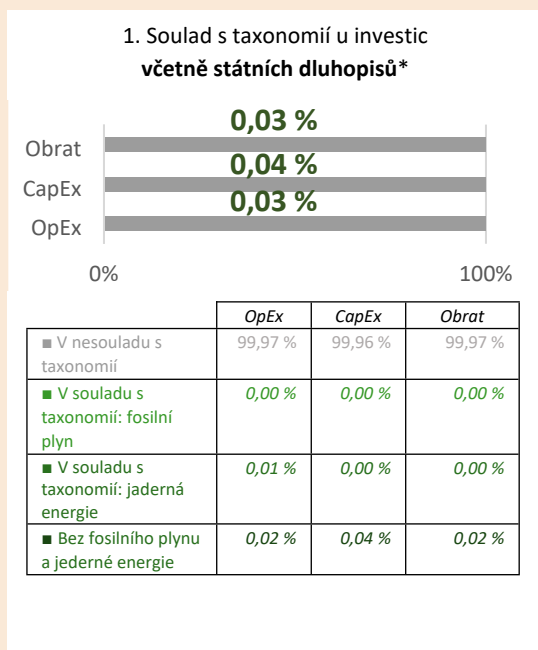 1. Soulad s taxonomií u investic
včetně státních dluhopisů*
0,03 %
Obrat
0,04 %
CapEx
0,03 %
OpEx
0%
100%
OpEx CapEx Obrat
■ V nesouladu s 99,97 % 99,96 % 99,97 %
taxonomií
■ V souladu s 0,00 % 0,00 % 0,00 %
taxonomií: fosilní
plyn
■ V souladu s 0,01 % 0,00 % 0,00 %
taxonomií: jaderná
energie
■ Bez fosilního plynu 0,02 % 0,04 % 0,02 %
a jederné energie